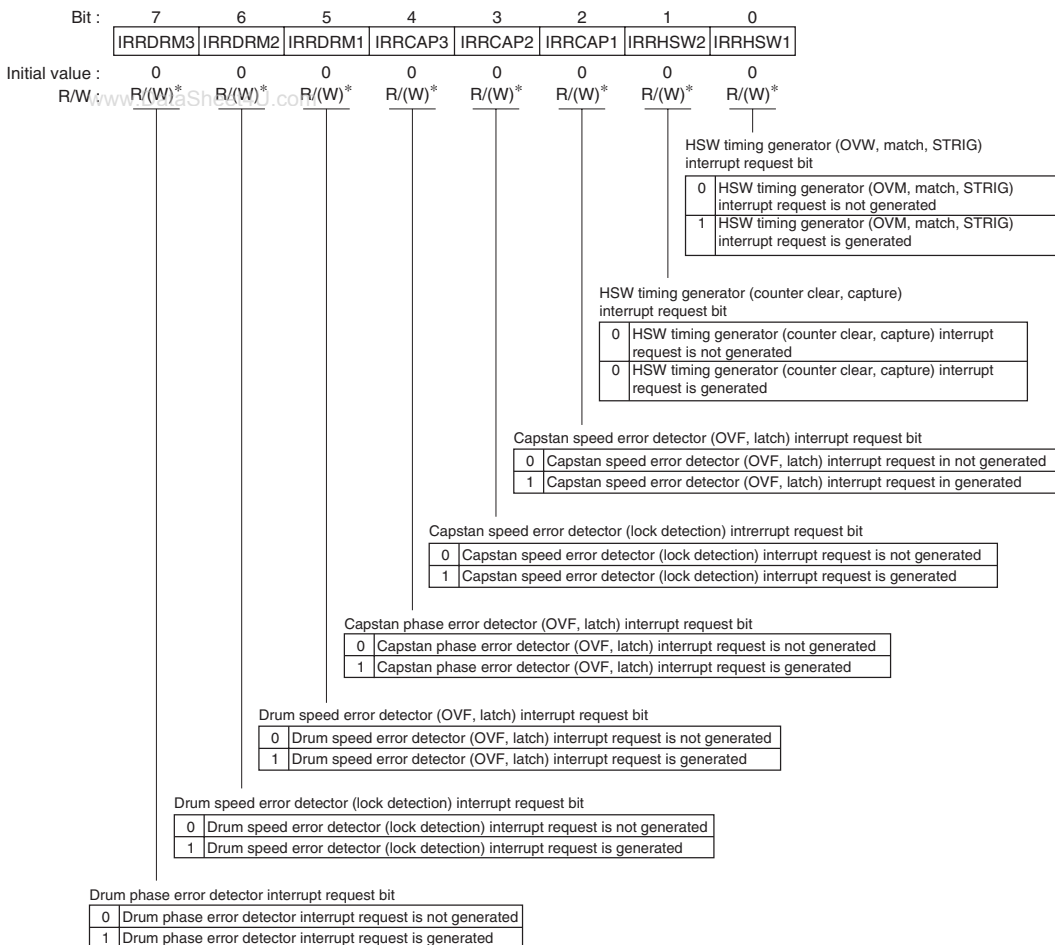 Bit : 7 6 5 4 3 2 1 0
IRRDRM3 IRRDRM2 IRRDRM1 IRRCAP3 IRRCAP2 IRRCAP1 IRRHSW2 IRRHSW1
Initial value : 0 0 0 0 0 0 0 0
R/W : R/(W)* R/(W)* R/(W)* R/(W)* R/(W)* R/(W)* R/(W)* R/(W)*
www.DataSheet4U.com
HSW timing generator (OVW, match, STRIG)
interrupt request bit
0 HSW timing generator (OVM, match, STRIG)
interrupt request is not generated
1 HSW timing generator (OVM, match, STRIG)
interrupt request is generated
HSW timing generator (counter clear, capture)
interrupt request bit
0 HSW timing generator (counter clear, capture) interrupt
request is not generated
0 HSW timing generator (counter clear, capture) interrupt
request is generated
Capstan speed error detector (OVF, latch) interrupt request bit
0 Capstan speed error detector (OVF, latch) interrupt request in not generated
1 Capstan speed error detector (OVF, latch) interrupt request in generated
Capstan speed error detector (lock detection) intrerrupt request bit
0 Capstan speed error detector (lock detection) interrupt request is not generated
1 Capstan speed error detector (lock detection) interrupt request is generated
Capstan phase error detector (OVF, latch) interrupt request bit
0 Capstan phase error detector (OVF, latch) interrupt request is not generated
1 Capstan phase error detector (OVF, latch) interrupt request is generated
Drum speed error detector (OVF, latch) interrupt request bit
0 Drum speed error detector (OVF, latch) interrupt request is not generated
1 Drum speed error detector (OVF, latch) interrupt request is generated
Drum speed error detector (lock detection) interrupt request bit
0 Drum speed error detector (lock detection) interrupt request is not generated
1 Drum speed error detector (lock detection) interrupt request is generated
Drum phase error detector interrupt request bit
0 Drum phase error detector interrupt request is not generated
1 Drum phase error detector interrupt request is generated